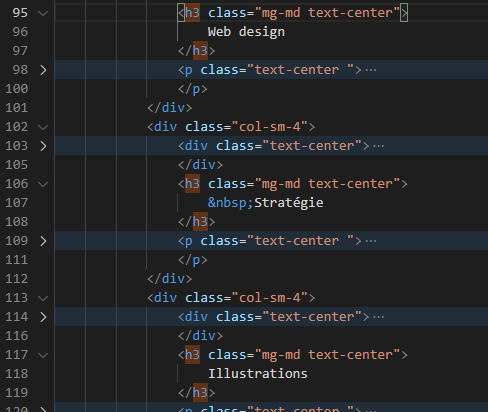 95 <h3 class="mg-md text-center">
96 Web design
97 </h3>
98 <p class="text-center "> ⋯
100 </p>
101 </div>
102 <div class="col-sm-4">
103 <div class="text-center"> ⋯
105 </div>
106 <h3 class="mg-md text-center">
107 &nbsp;Stratégie
108 </h3>
109 <p class="text-center "> ⋯
111 </p>
112 </div>
113 <div class="col-sm-4">
114 <div class="text-center"> ⋯
116 </div>
117 <h3 class="mg-md text-center">
118 Illustrations
119 </h3>
120 <p class="text-center "> ⋯